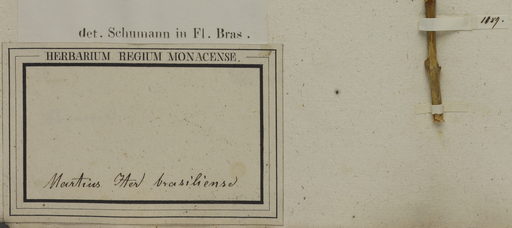 det. Schumann in Fl. Bras.
1819.
HERBARIUM REGIUM MONACENSE.
Martius Iter brasiliense